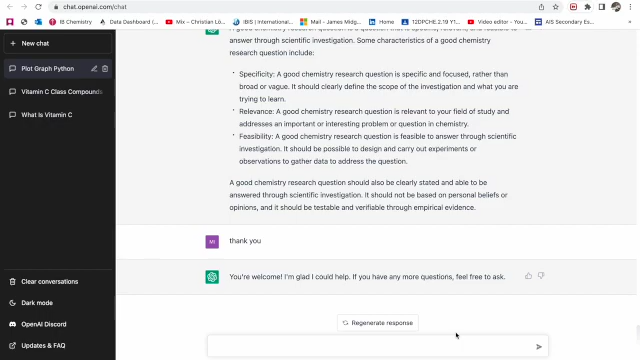 chat.openai.com/chat
IB Chemistry
Data Chat
Mix – Christian Lö...
IBIS | International...
Mail - James Midg...
12DPCHE.2.19 Y1...
Video editor – cr...
AIS Secondary Es...
+ New chat
Plot Graph Python
Vitamin C Class Compounds
What Is Vitamin C
answer through scientific investigation. Some characteristics of a good chemistry
research question include:
• Specificity: A good chemistry research question is specific and focused, rather than
broad or vague. It should clearly define the scope of the investigation and what you are
trying to learn.
• Relevance: A good chemistry research question is relevant to your field of study and
addresses an important or interesting problem or question in chemistry.
• Feasibility: A good chemistry research question is feasible to answer through scientific
investigation. It should be possible to design and carry out experiments or
observations to gather data to address the question.
A good chemistry research question should also be clearly stated and able to be
answered through scientific investigation. It should not be based on personal beliefs or
opinions, and it should be testable and verifiable through empirical evidence.
MI
thank you
You're welcome! I'm glad I could help. If you have any more questions, feel free to ask.
Clear conversations
Dark mode
OpenAI Discord
Updates & FAQ
Regenerate response